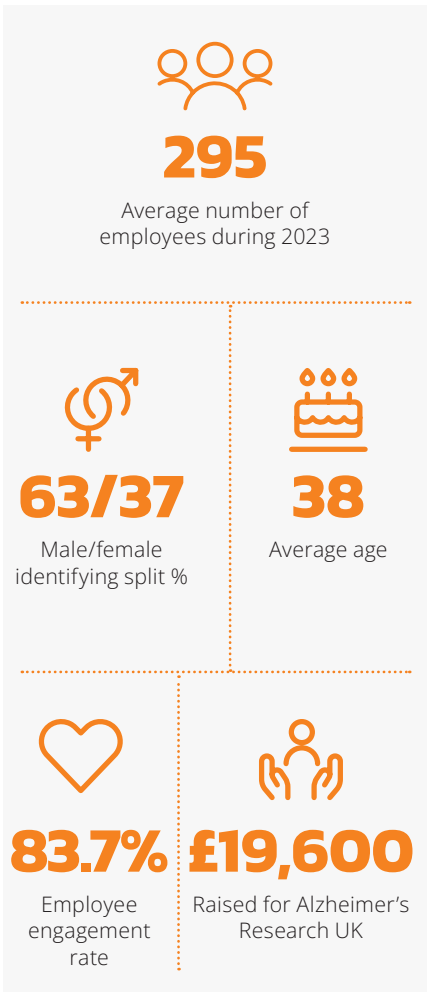 295
Average number of
employees during 2023
63/37
Male/female
identifying split %
38
Average age
83.7%
Employee
engagement
rate
£19,600
Raised for Alzheimer’s
Research UK